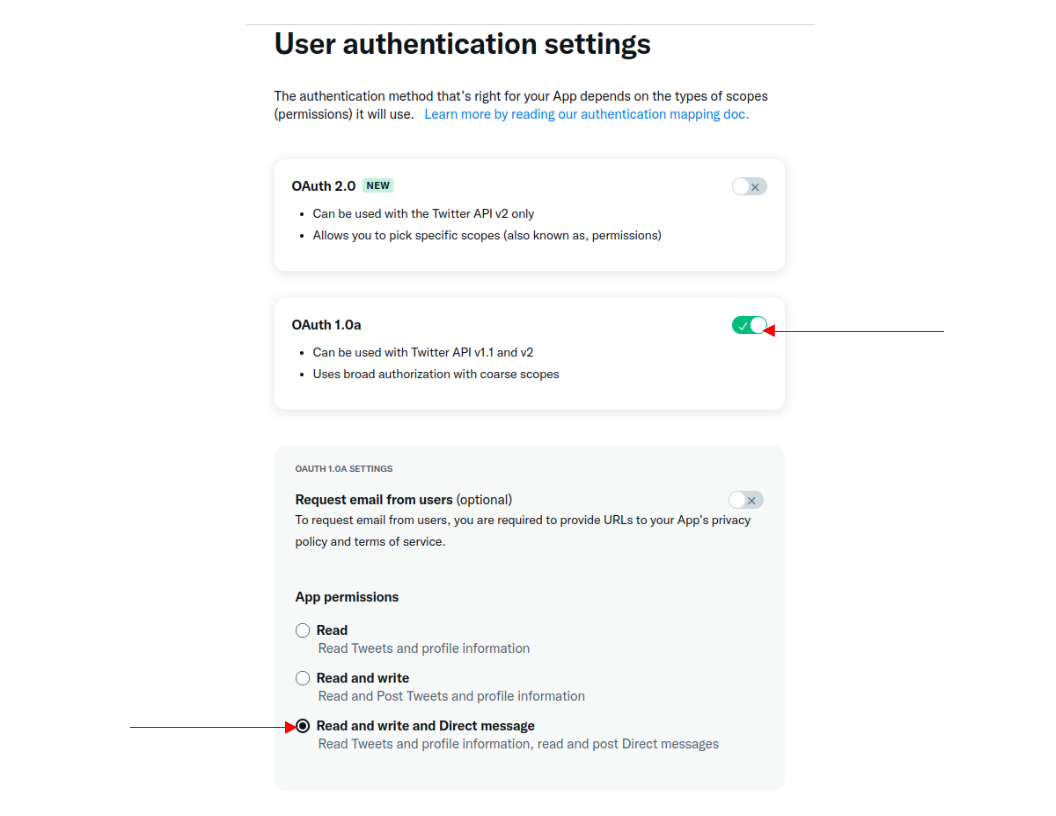 User authentication settings
The authentication method that's right for your App depends on the types of scopes
(permissions) it will use. Learn more by reading our authentication mapping doc.
OAuth 2.0 NEW
• Can be used with the Twitter API v2 only
• Allows you to pick specific scopes (also known as, permissions)
OAuth 1.0a
• Can be used with Twitter API v1.1 and v2
• Uses broad authorization with coarse scopes
OAUTH 1.0A SETTINGS
Request email from users (optional)
To request email from users, you are required to provide URLs to your App's privacy
policy and terms of service.
App permissions
Read
Read Tweets and profile information
Read and write
Read and Post Tweets and profile information
Read and write and Direct message
Read Tweets and profile information, read and post Direct messages